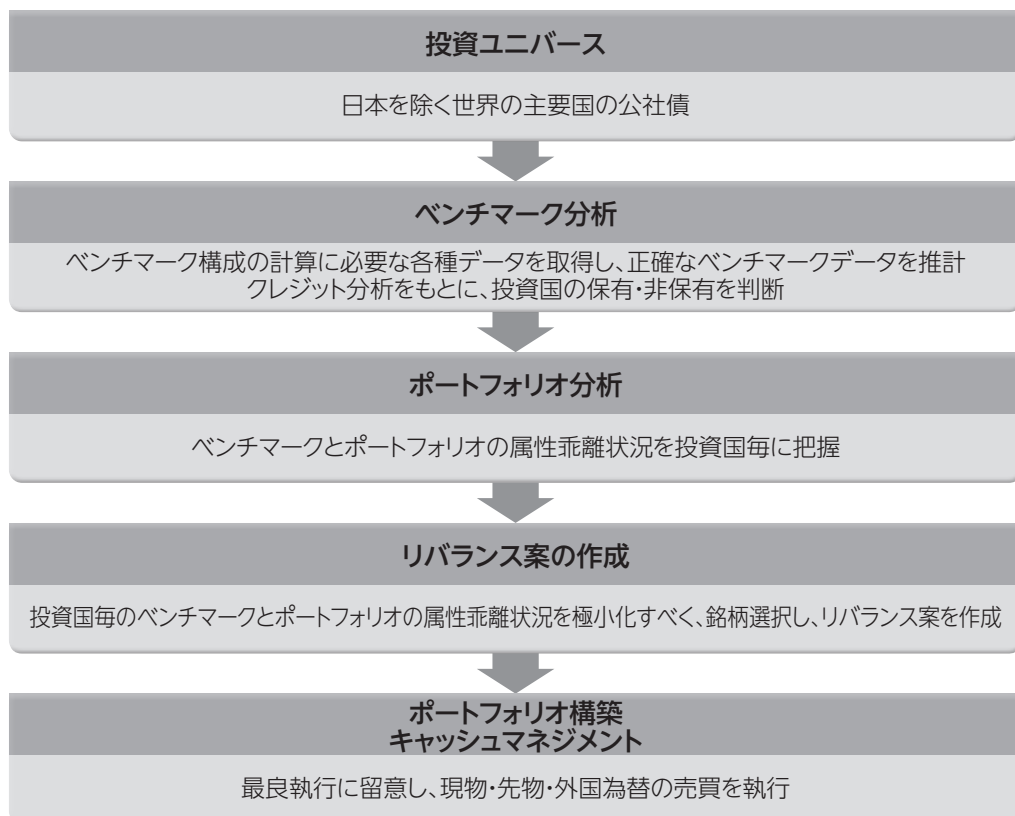 投資ユニバース
日本を除く世界の主要国の公社債
ベンチマーク分析
ベンチマーク構成の計算に必要な各種データを取得し、正確なベンチマークデータを推計
クレジット分析をもとに、投資国の保有・非保有を判断
ポートフォリオ分析
ベンチマークとポートフォリオの属性乖離状況を投資国毎に把握
リバランス案の作成
投資国毎のベンチマークとポートフォリオの属性乖離状況を極小化すべく、銘柄選択し、リバランス案を作成
ポートフォリオ構築
キャッシュマネジメント
最良執行に留意し、現物・先物・外国為替の売買を執行